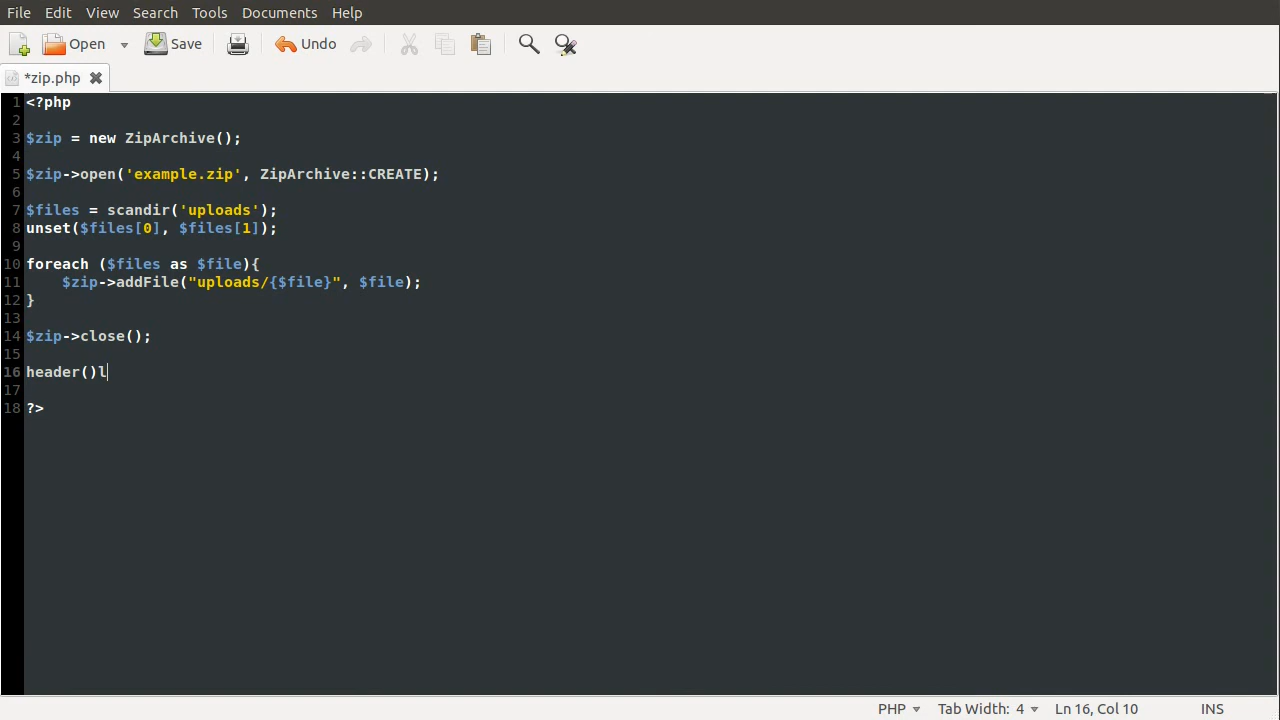 File Edit View Search Tools Documents Help
Open Save Undo
*zip.php
1 <?php
2
3 $zip = new ZipArchive();
4
5 $zip->open('example.zip', ZipArchive::CREATE);
6
7 $files = scandir('uploads');
8 unset($files[0], $files[1]);
9
10 foreach ($files as $file){
11     $zip->addFile("uploads/{$file}", $file);
12 }
13
14 $zip->close();
15
16 header()l
17
18 ?>
PHP Tab Width: 4 Ln 16, Col 10 INS